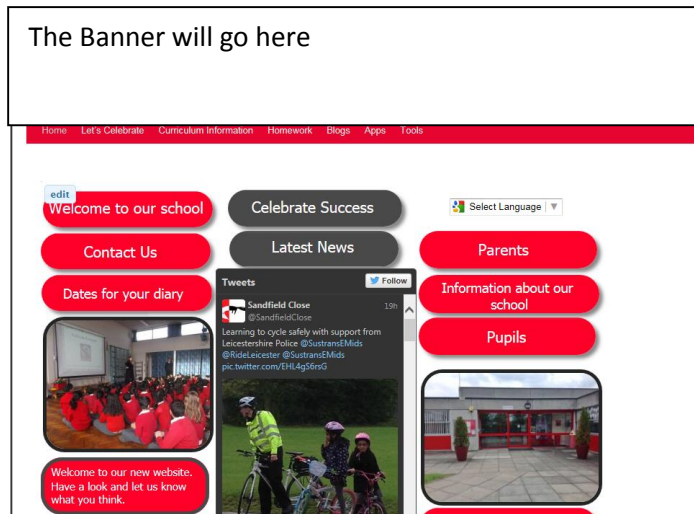 The Banner will go here
Home Let's Celebrate Curriculum Information Homework Blogs Apps Tools
edit
Welcome to our school
Contact Us
Dates for your diary
Welcome to our new website.
Have a look and let us know
what you think.
Celebrate Success
Latest News
Tweets
Follow
Sandfield Close 19h
@SandfieldClose
Learning to cycle safely with support from
Leicestershire Police @SustransEMids
@RideLeicester @SustransEMids
pic.twitter.com/EHL4gS6rsG
Select Language
Parents
Information about our
school
Pupils